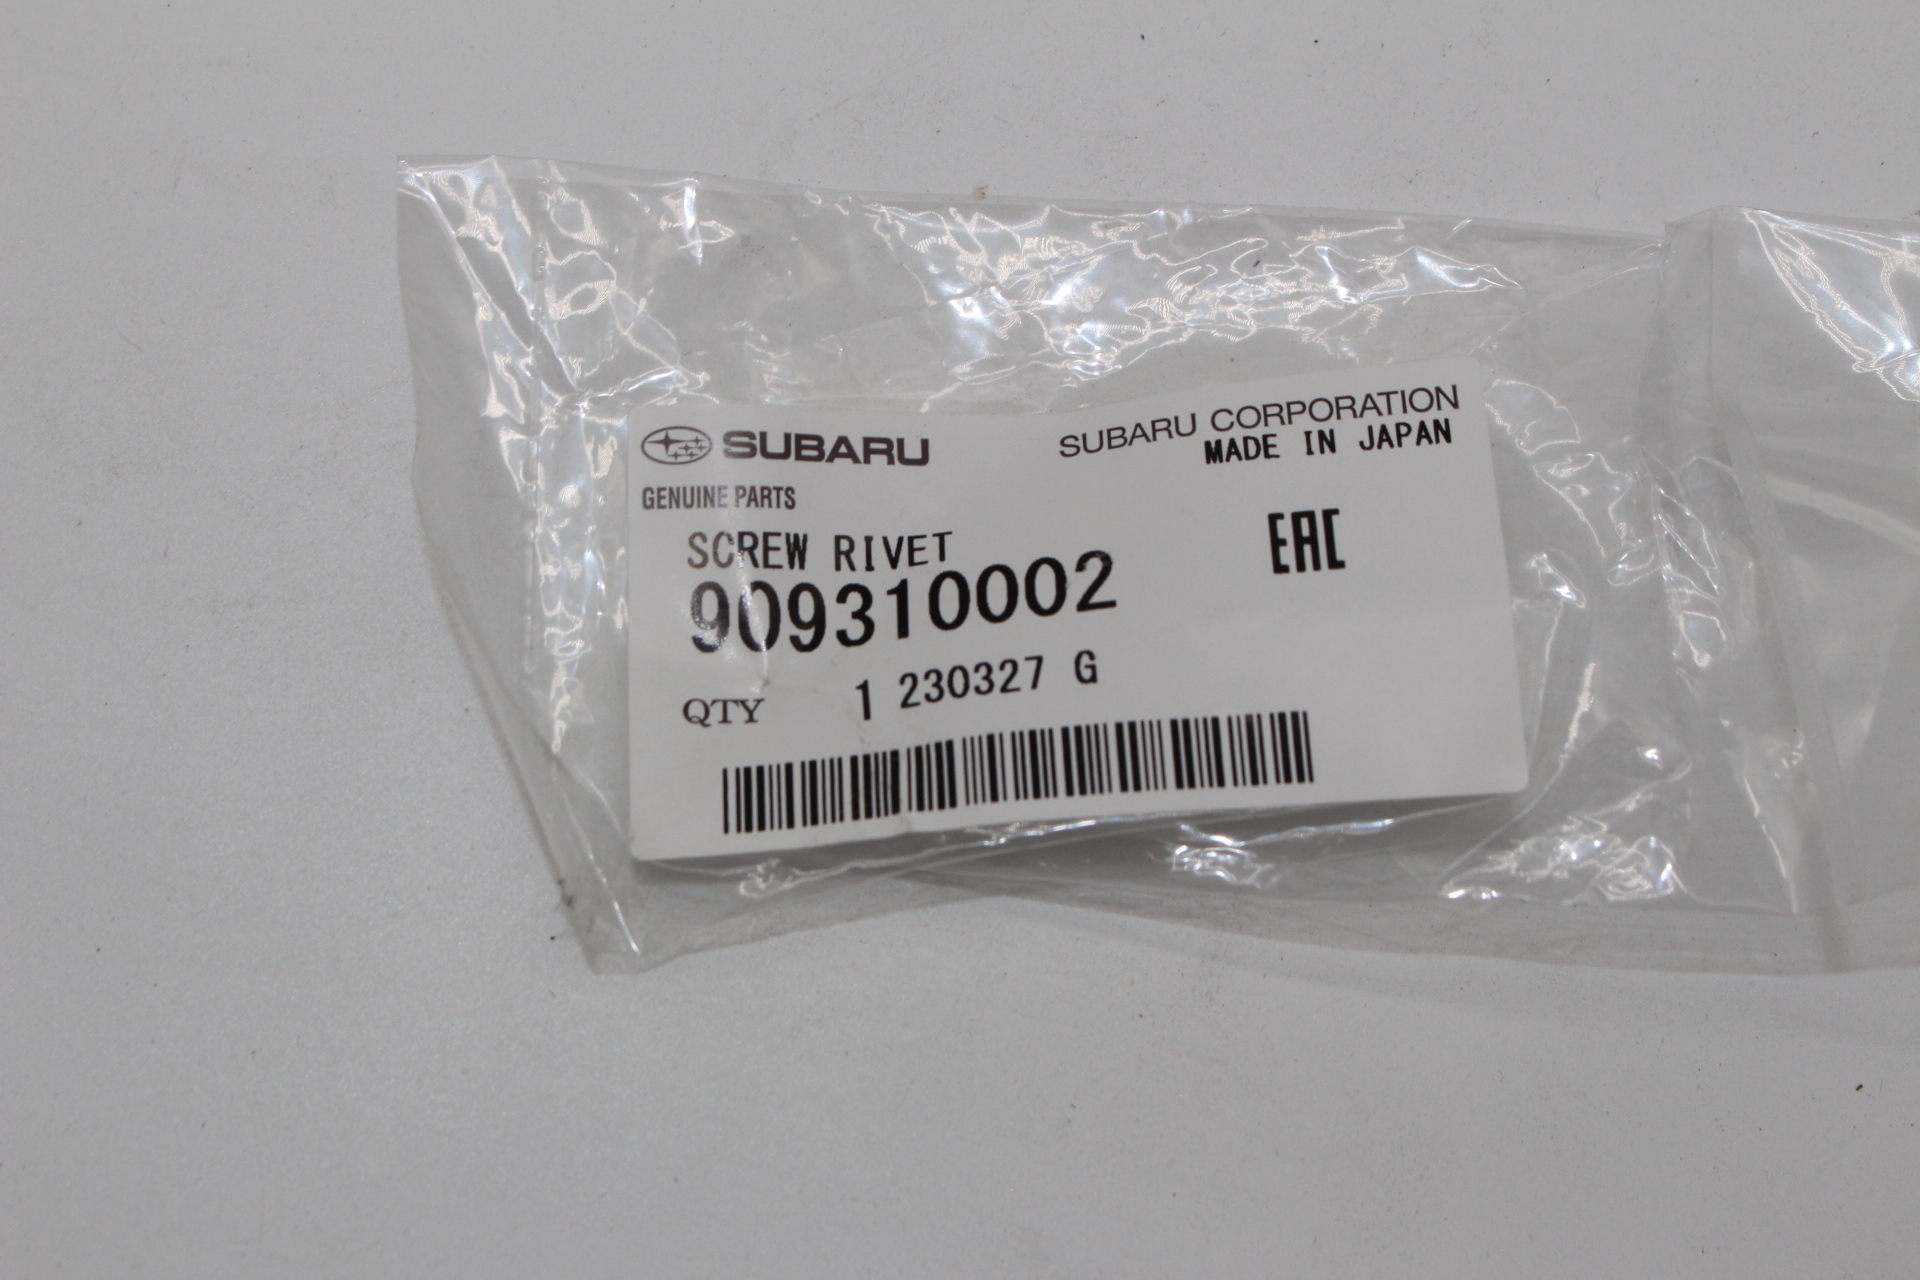 SUBARU
SUBARU CORPORATION
MADE IN JAPAN
GENUINE PARTS
SCREW RIVET
EAC
909310002
QTY 1 230327 G